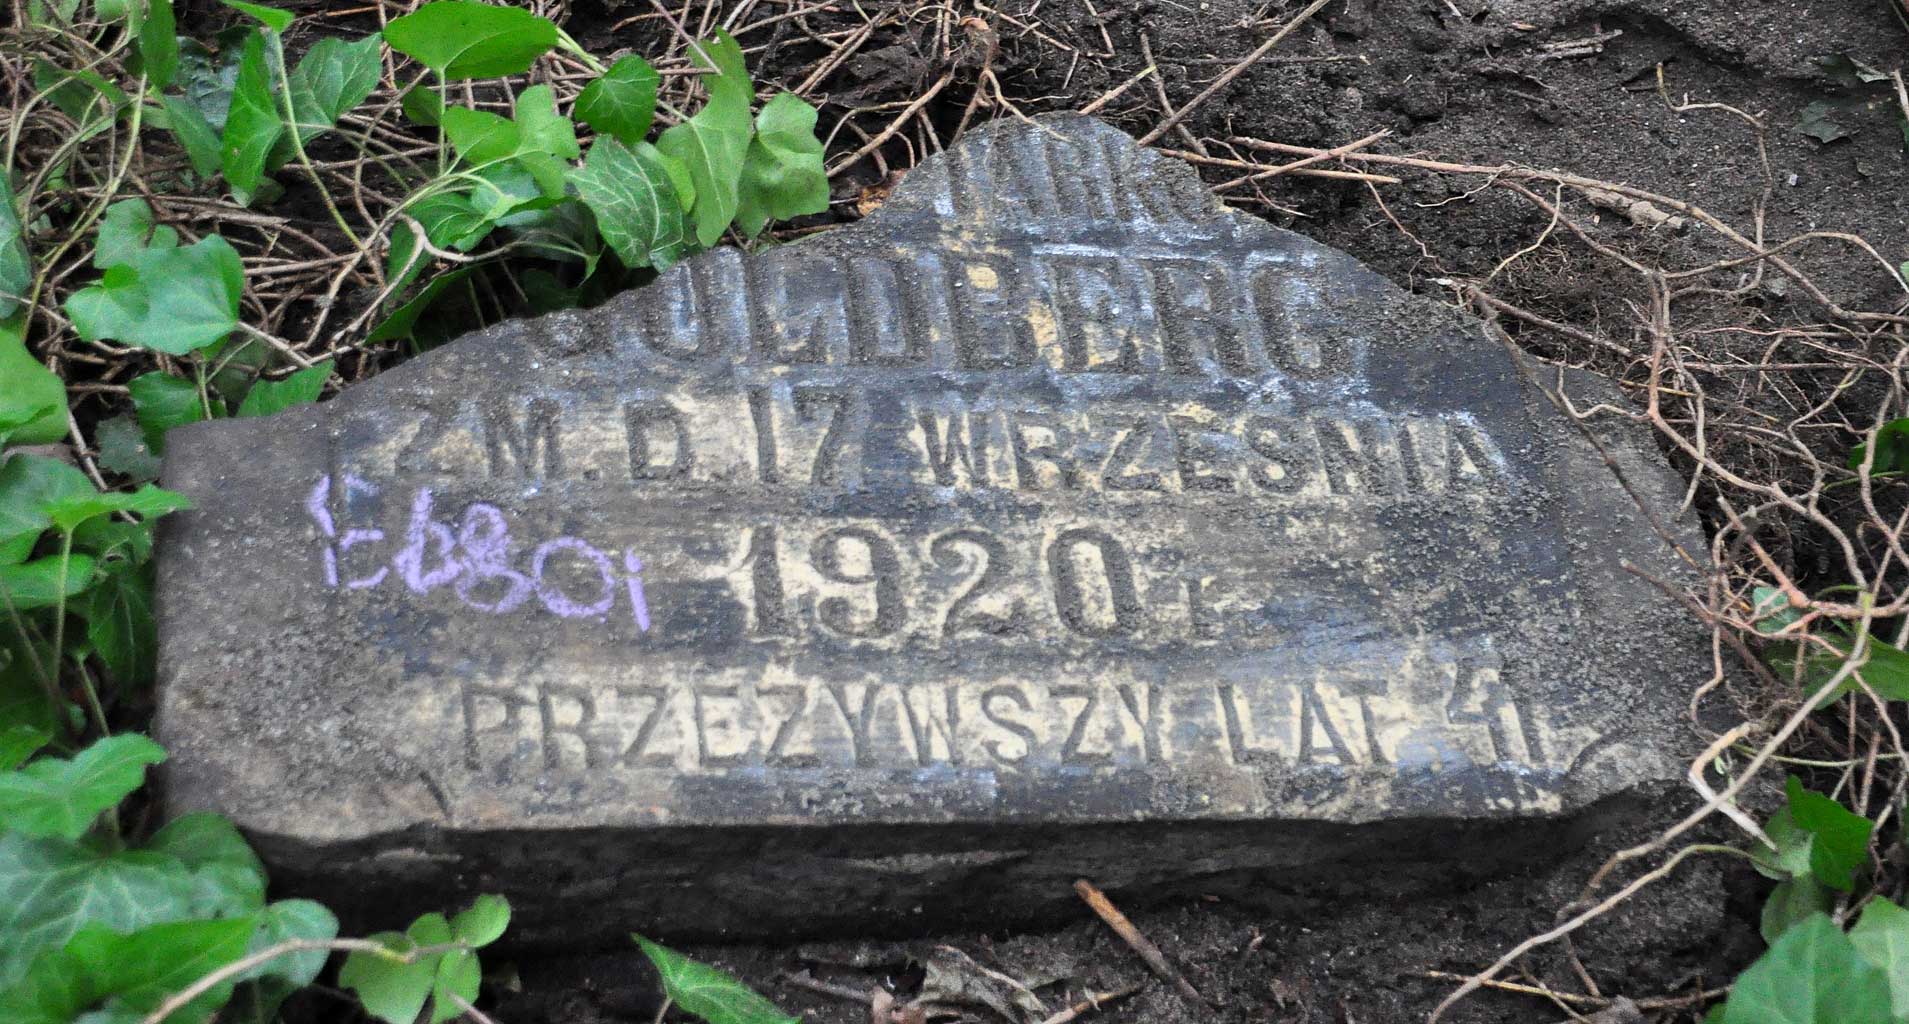 GOLDBERG
ZM. D. 17 WRZEŚNIA
1920 r.
PRZEŻYWSZY LAT 41